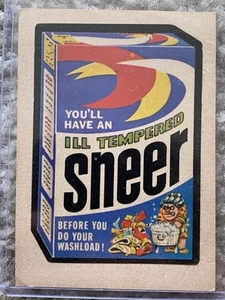 YOU'LL
HAVE AN
ILL TEMPERED
sneer
BEFORE YOU
DO YOUR
WASHLOAD!